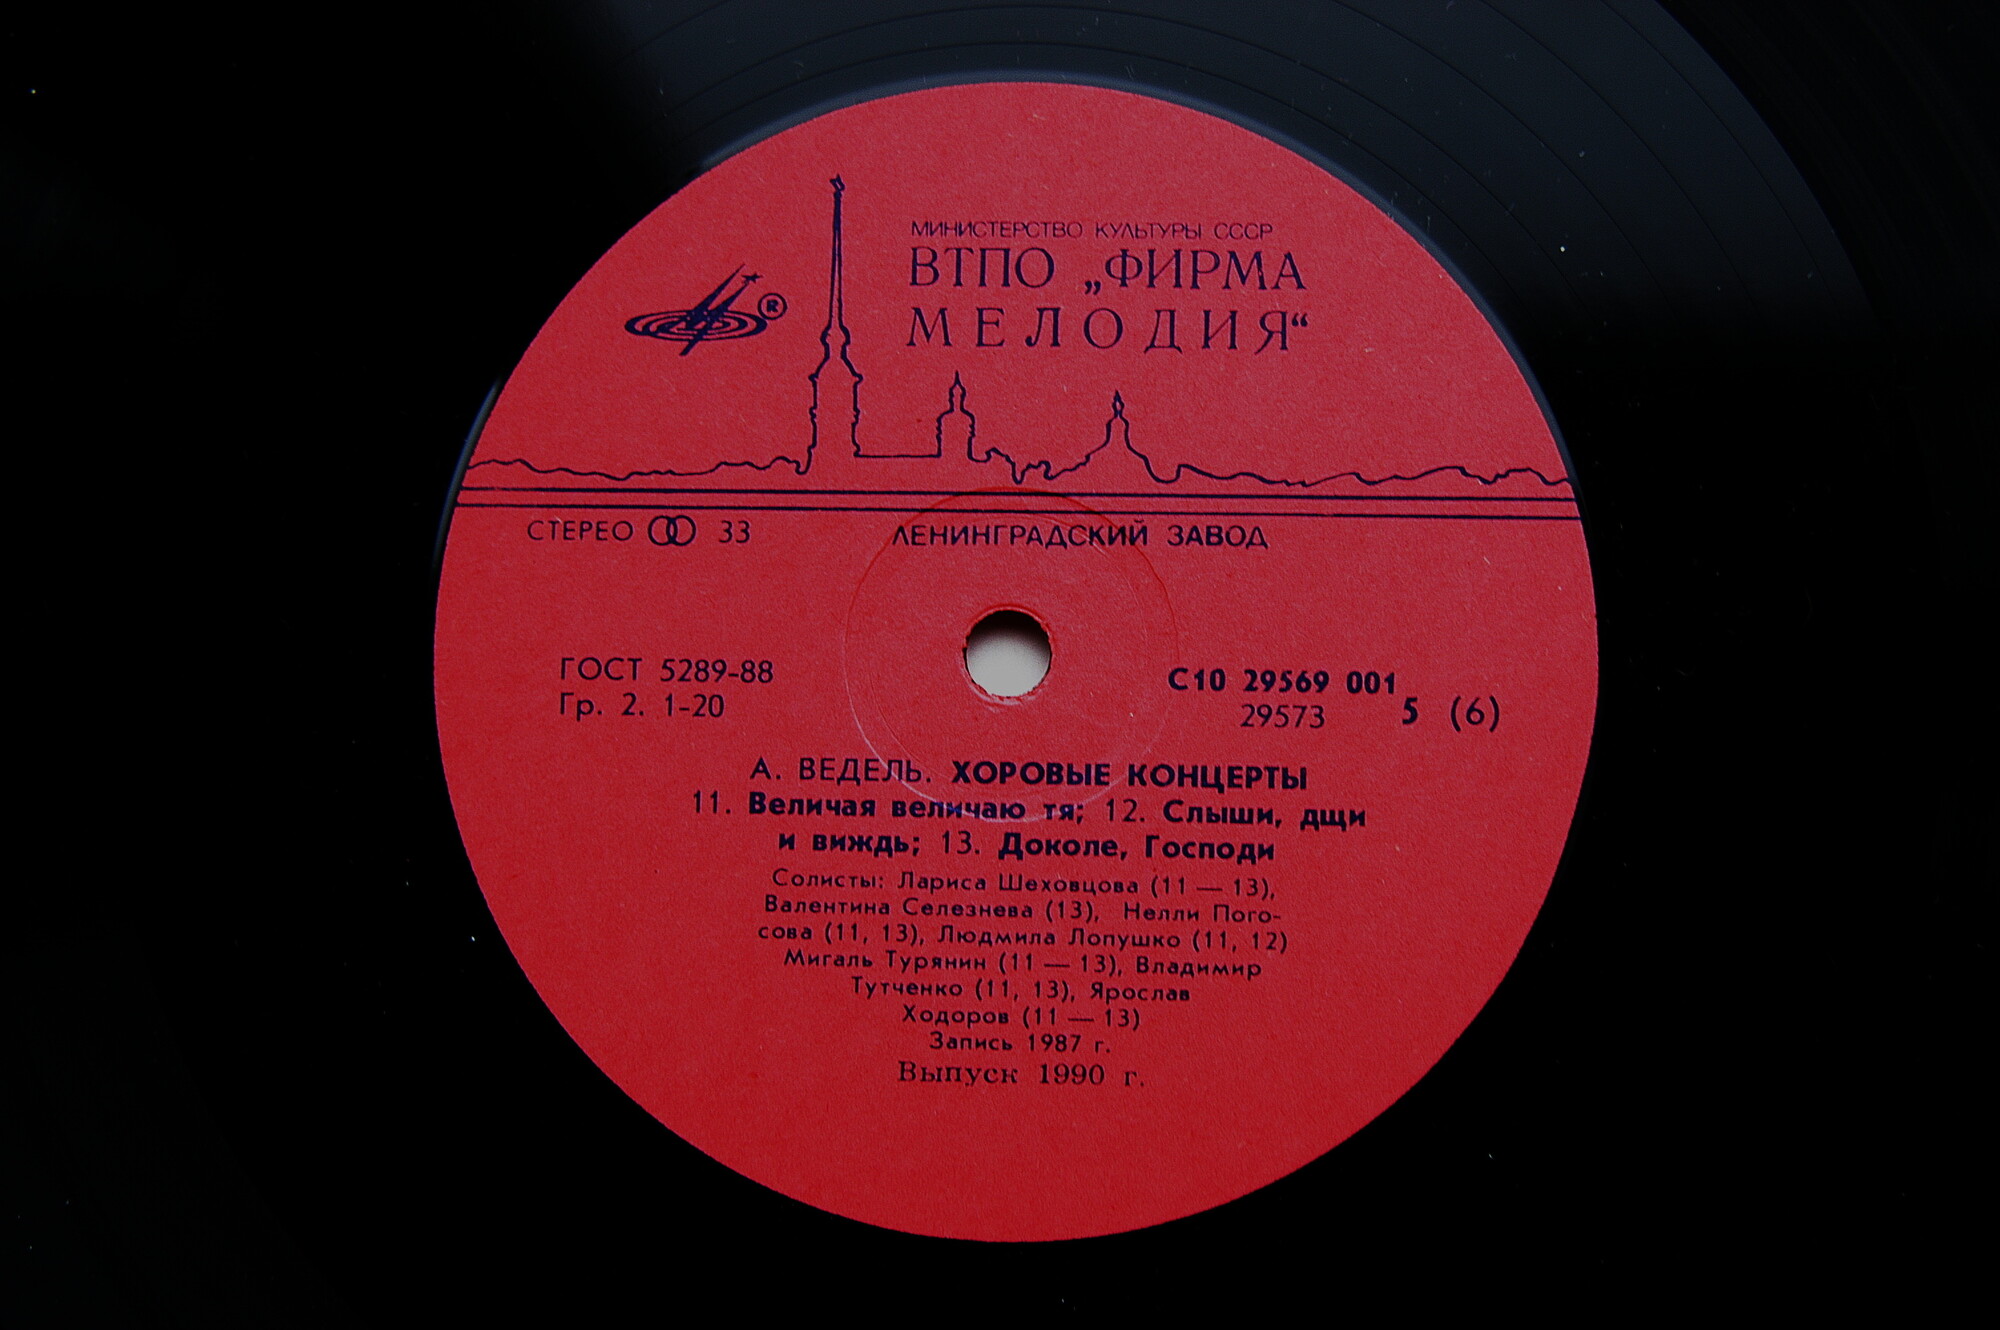 МИНИСТЕРСТВО КУЛЬТУРЫ СССР
ВТПО „ФИРМА
МЕЛОДИЯ“
®
СТЕРЕО 33
ЛЕНИНГРАДСКИЙ ЗАВОД
ГОСТ 5289-88
Гр. 2. 1-20
С10 29569 001
29573 5 (6)
А. ВЕДЕЛЬ. ХОРОВЫЕ КОНЦЕРТЫ
11. Величая величаю тя; 12. Слыши, дщи
и виждь; 13. Доколе, Господи
Солисты: Лариса Шеховцова (11 — 13),
Валентина Селезнева (13), Нелли Пого-
сова (11, 13), Людмила Лопушко (11, 12)
Мигаль Турянин (11 — 13), Владимир
Тутченко (11, 13), Ярослав
Ходоров (11 — 13)
Запись 1987 г.
Выпуск 1990 г.